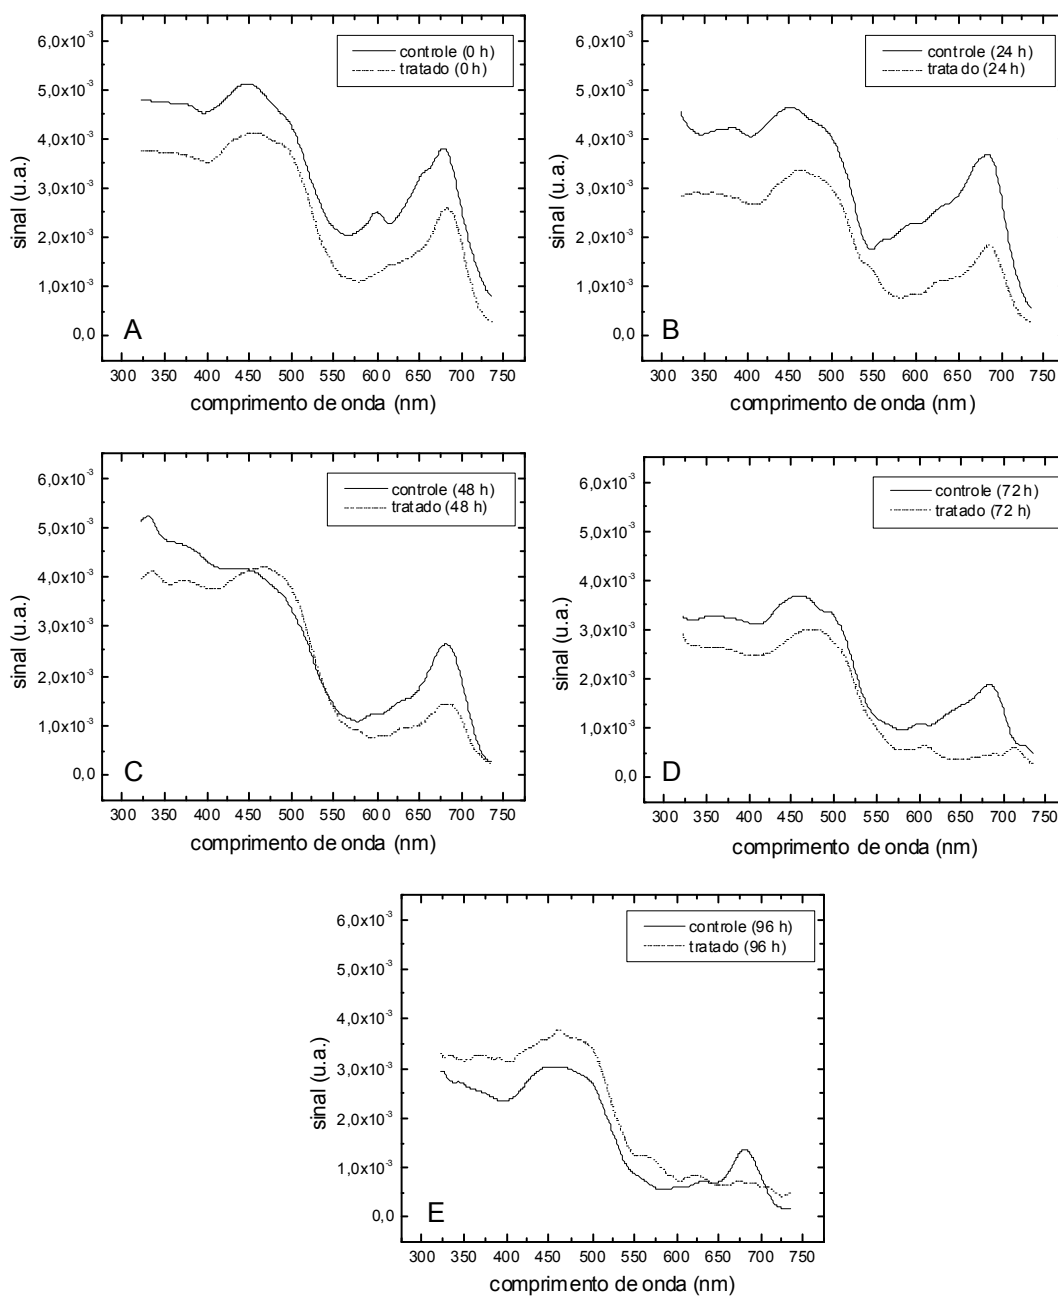 6,0x10⁻³
5,0x10⁻³
4,0x10⁻³
3,0x10⁻³
2,0x10⁻³
1,0x10⁻³
0,0
sinal (u.a.)
controle (0 h)
tratado (0 h)
A
300 350 400 450 500 550 600 650 700 750
comprimento de onda (nm)
6,0x10⁻³
5,0x10⁻³
4,0x10⁻³
3,0x10⁻³
2,0x10⁻³
1,0x10⁻³
0,0
sinal (u.a.)
controle (24 h)
tratado (24 h)
B
300 350 400 450 500 550 600 650 700 750
comprimento de onda (nm)
6,0x10⁻³
5,0x10⁻³
4,0x10⁻³
3,0x10⁻³
2,0x10⁻³
1,0x10⁻³
0,0
sinal (u.a.)
controle (48 h)
tratado (48 h)
C
300 350 400 450 500 550 600 650 700 750
comprimento de onda (nm)
6,0x10⁻³
5,0x10⁻³
4,0x10⁻³
3,0x10⁻³
2,0x10⁻³
1,0x10⁻³
0,0
sinal (u.a.)
controle (72 h)
tratado (72 h)
D
300 350 400 450 500 550 600 650 700 750
comprimento de onda (nm)
6,0x10⁻³
5,0x10⁻³
4,0x10⁻³
3,0x10⁻³
2,0x10⁻³
1,0x10⁻³
0,0
sinal (u.a.)
controle (96 h)
tratado (96 h)
E
300 350 400 450 500 550 600 650 700 750
comprimento de onda (nm)